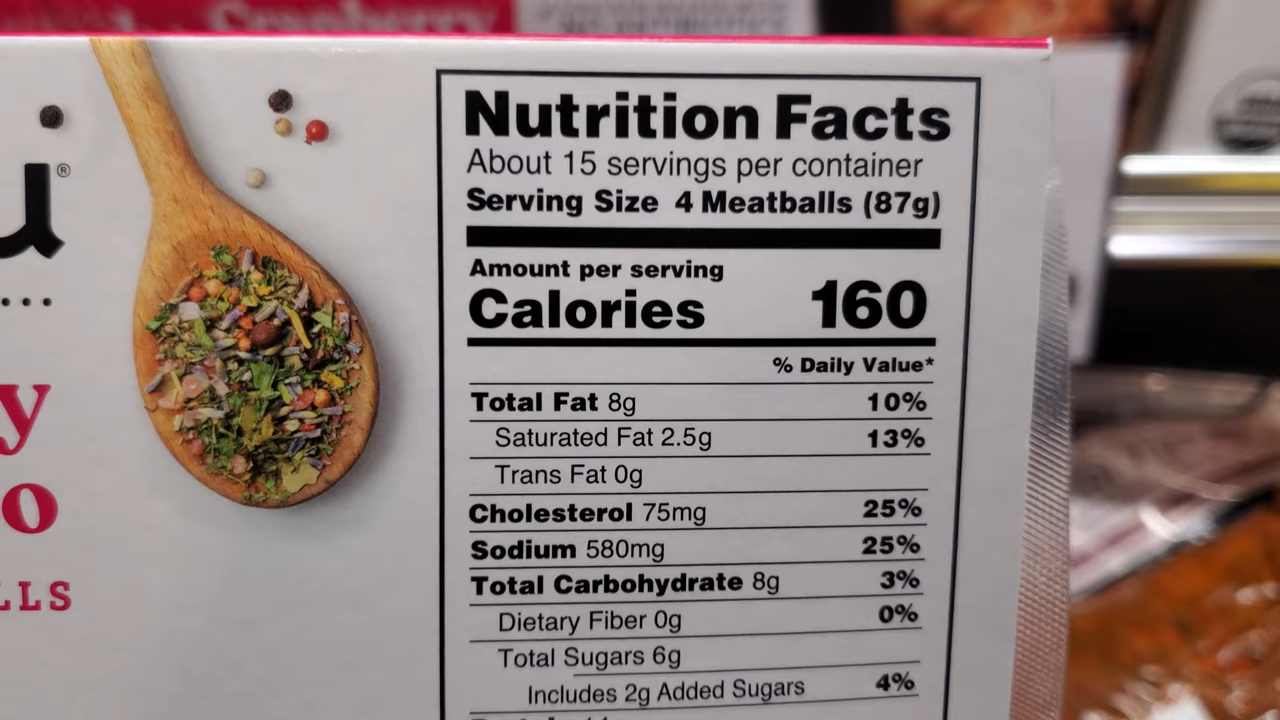 Cranberry
u®
....
y
o
LLS
Nutrition Facts
About 15 servings per container
Serving Size 4 Meatballs (87g)
Amount per serving
Calories 160
% Daily Value*
Total Fat 8g 10%
Saturated Fat 2.5g 13%
Trans Fat 0g
Cholesterol 75mg 25%
Sodium 580mg 25%
Total Carbohydrate 8g 3%
Dietary Fiber 0g 0%
Total Sugars 6g
Includes 2g Added Sugars 4%